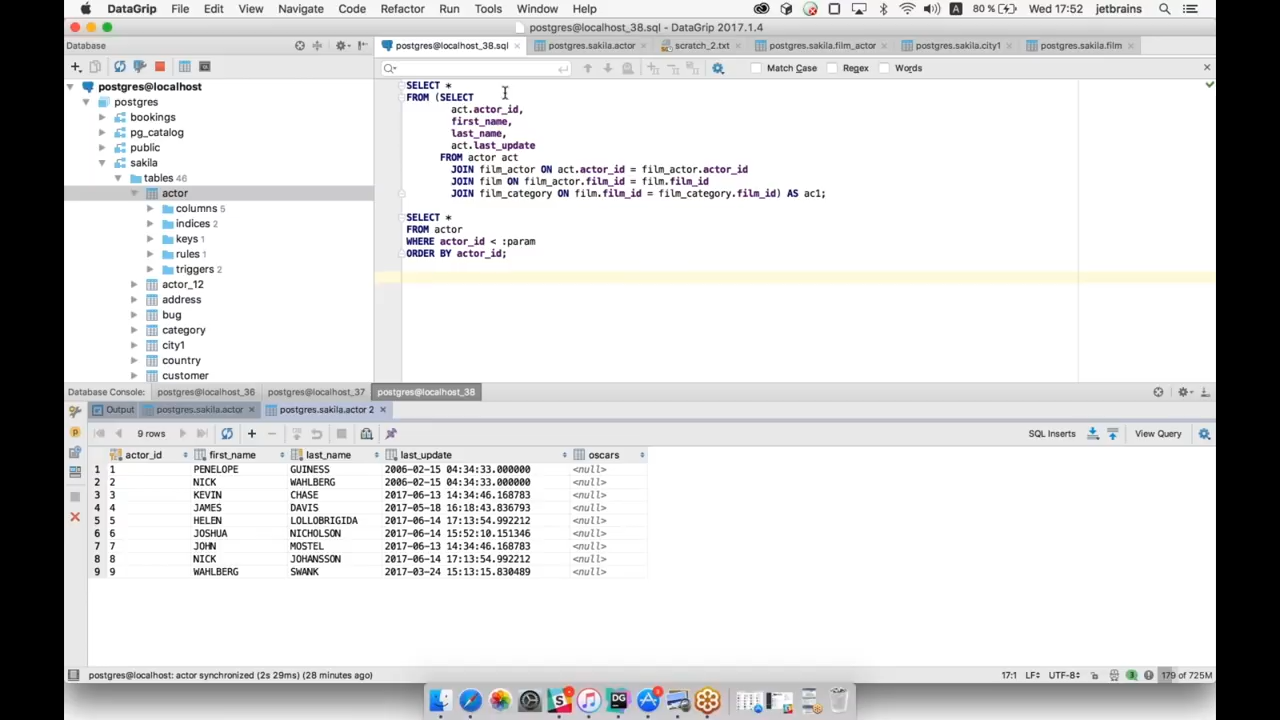 DataGrip File Edit View Navigate Code Refactor Run Tools Window Help 80 % Wed 17:52 jetbrains
postgres@localhost_38.sql - DataGrip 2017.1.4
Database postgres@localhost_38.sql postgres.sakila.actor scratch_2.txt postgres.sakila.film_actor postgres.sakila.city1 postgres.sakila.film
Match Case Regex Words
postgres@localhost
postgres
bookings
pg_catalog
public
sakila
tables 46
actor
columns 5
indices 2
keys 1
rules 1
triggers 2
actor_12
address
bug
category
city1
country
customer
SELECT *
FROM (SELECT
act.actor_id,
first_name,
last_name,
act.last_update
FROM actor act
JOIN film_actor ON act.actor_id = film_actor.actor_id
JOIN film ON film_actor.film_id = film.film_id
JOIN film_category ON film.film_id = film_category.film_id) AS ac1;
SELECT *
FROM actor
WHERE actor_id < :param
ORDER BY actor_id;
Database Console: postgres@localhost_36 postgres@localhost_37 postgres@localhost_38
Output postgres.sakila.actor postgres.sakila.actor 2
9 rows SQL Inserts View Query
actor_id first_name last_name last_update oscars
1 1 PENELOPE GUINESS 2006-02-15 04:34:33.000000 <null>
2 2 NICK WAHLBERG 2006-02-15 04:34:33.000000 <null>
3 3 KEVIN CHASE 2017-06-13 14:34:46.168783 <null>
4 4 JAMES DAVIS 2017-05-18 16:18:43.836793 <null>
5 5 HELEN LOLLOBRIGIDA 2017-06-14 17:13:54.992212 <null>
6 6 JOSHUA NICHOLSON 2017-06-14 15:52:10.151346 <null>
7 7 JOHN MOSTEL 2017-06-13 14:34:46.168783 <null>
8 8 NICK JOHANSSON 2017-06-14 17:13:54.992212 <null>
9 9 WAHLBERG SWANK 2017-03-24 15:13:15.830489 <null>
postgres@localhost: actor synchronized (2s 29ms) (28 minutes ago) 17:1 LF UTF-8 179 of 725M